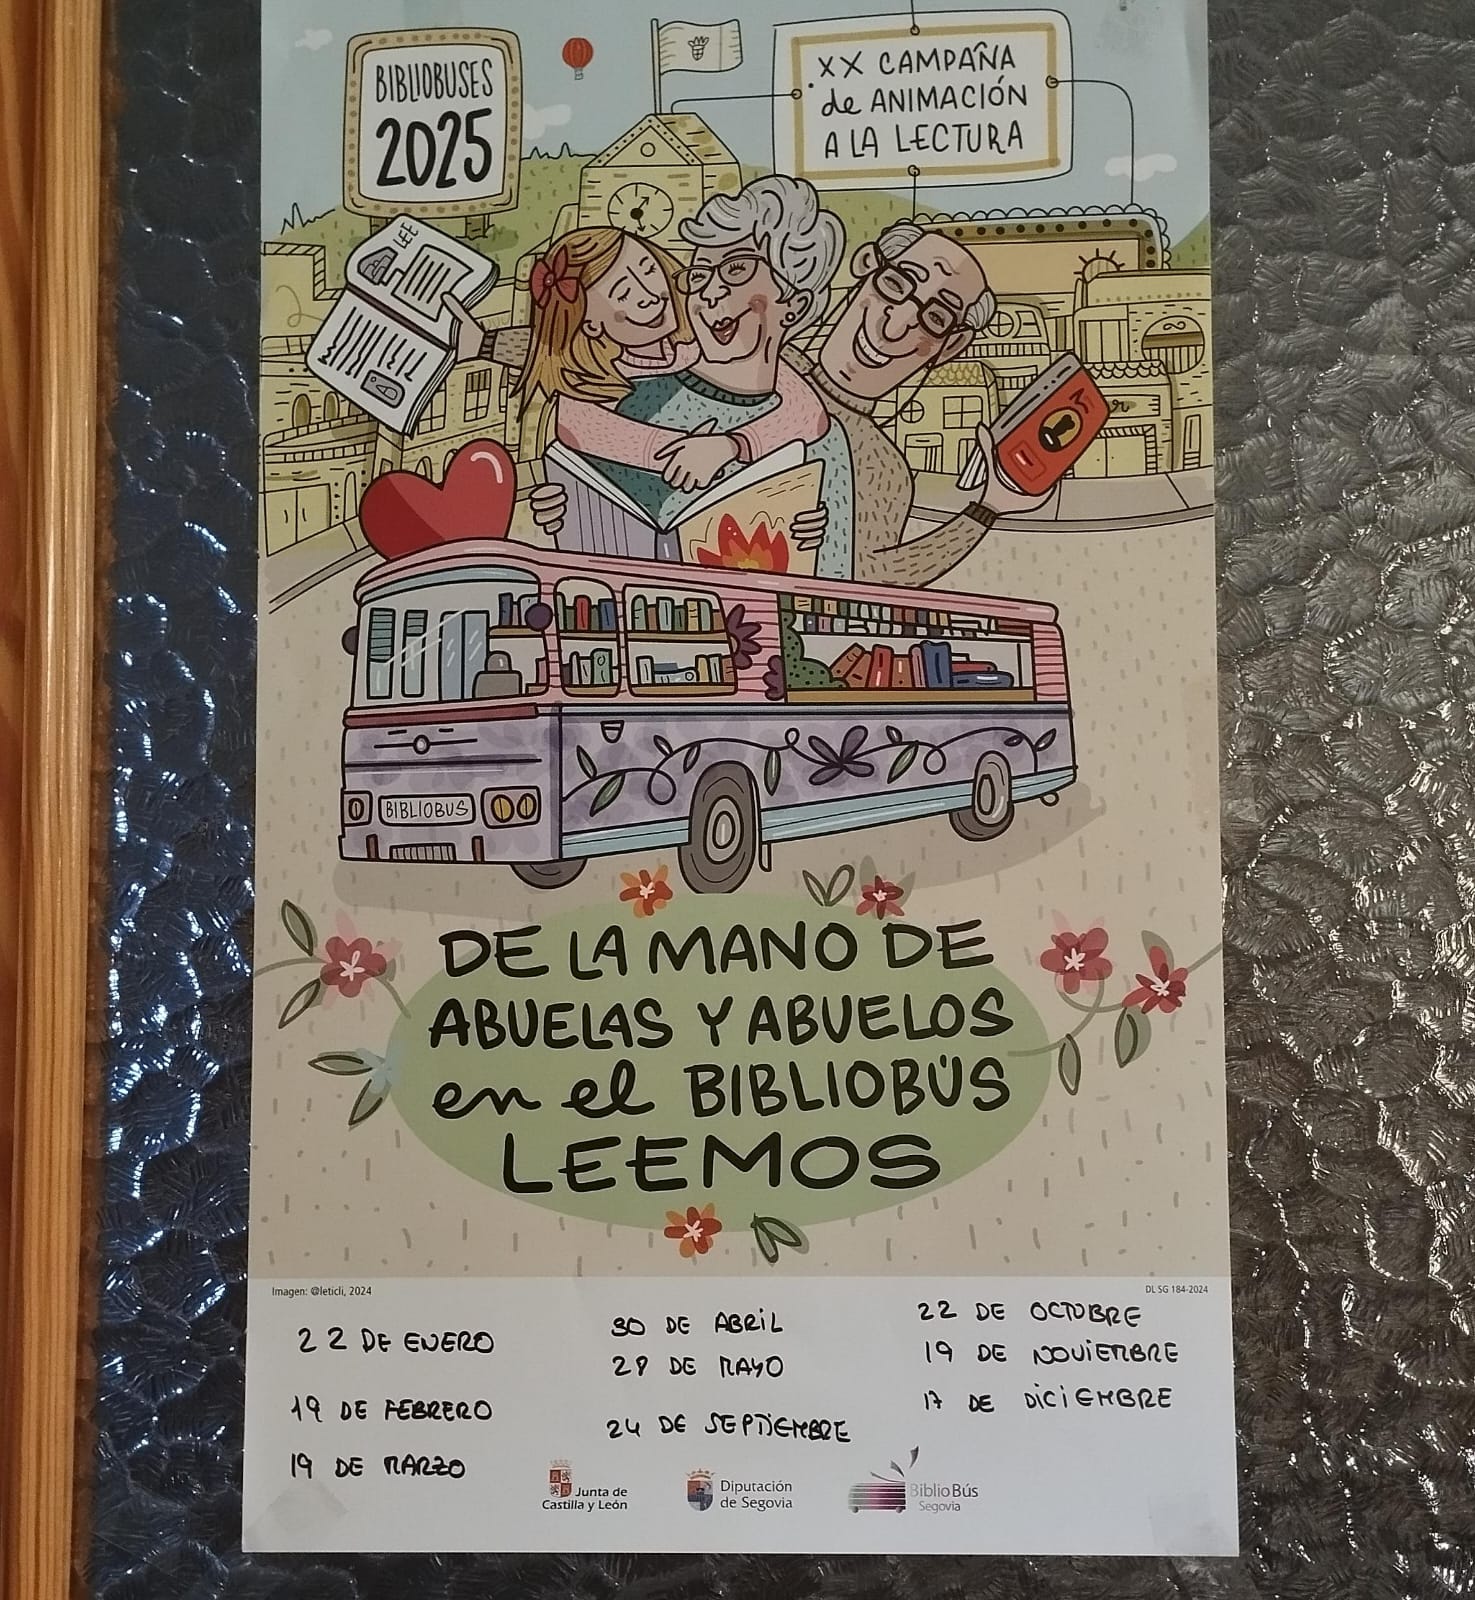 BIBLIOBUSES
2025
XX CAMPAÑA
de ANIMACIÓN
A LA LECTURA
LEE
BIBLIOBUS
DE LA MANO DE
ABUELAS Y ABUELOS
en el BIBLIOBÚS
LEEMOS
Imagen: @leticli, 2024
DL SG 184-2024
22 DE ENERO
19 DE FEBRERO
19 DE MARZO
30 DE ABRIL
28 DE MAYO
24 DE SEPTIEMBRE
22 DE OCTUBRE
19 DE NOVIEMBRE
17 DE DICIEMBRE
Junta de
Castilla y León
Diputación
de Segovia
Biblio Bús
Segovia